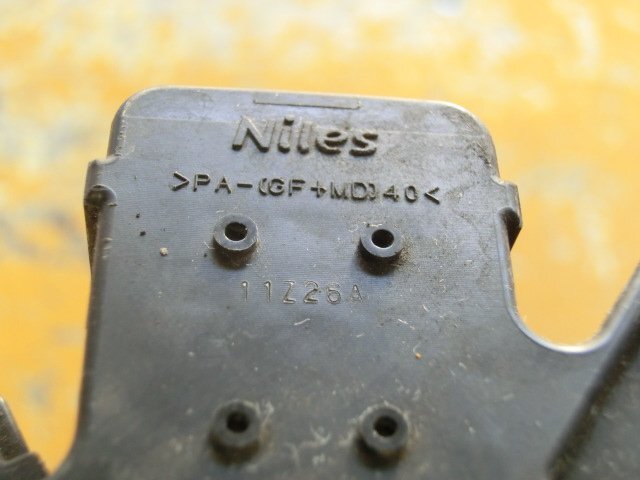 Niles
>PA-(GF+MD)40<
11Z26A